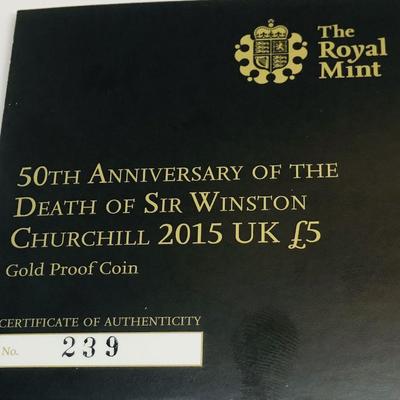 The
Royal
Mint
50TH ANNIVERSARY OF THE
DEATH OF SIR WINSTON
CHURCHILL 2015 UK £5
Gold Proof Coin
CERTIFICATE OF AUTHENTICITY
No. 239